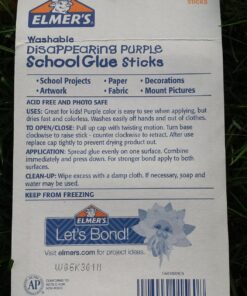 STICKS
ELMER'S
Washable
DISAPPEARING PURPLE
School Glue Sticks
• School Projects • Paper • Decorations
• Artwork • Fabric • Mount Pictures
ACID FREE AND PHOTO SAFE
USES: Great for kids! Purple color is easy to see when applying, but
dries fast and colorless. Washes easily off hands and out of clothes.
TO OPEN/CLOSE: Pull up cap with twisting motion. Turn base
clockwise to raise stick - counter clockwise to retract. After use
replace cap tightly to prevent drying product out.
APPLICATION: Spread glue evenly on one surface. Combine
immediately and press down. For stronger bond apply to both
surfaces.
CLEAN-UP: Wipe excess with a damp cloth. If necessary, soap and
water may be used.
KEEP FROM FREEZING
ELMER'S
Let's Bond!
Visit elmers.com for project ideas.
AP